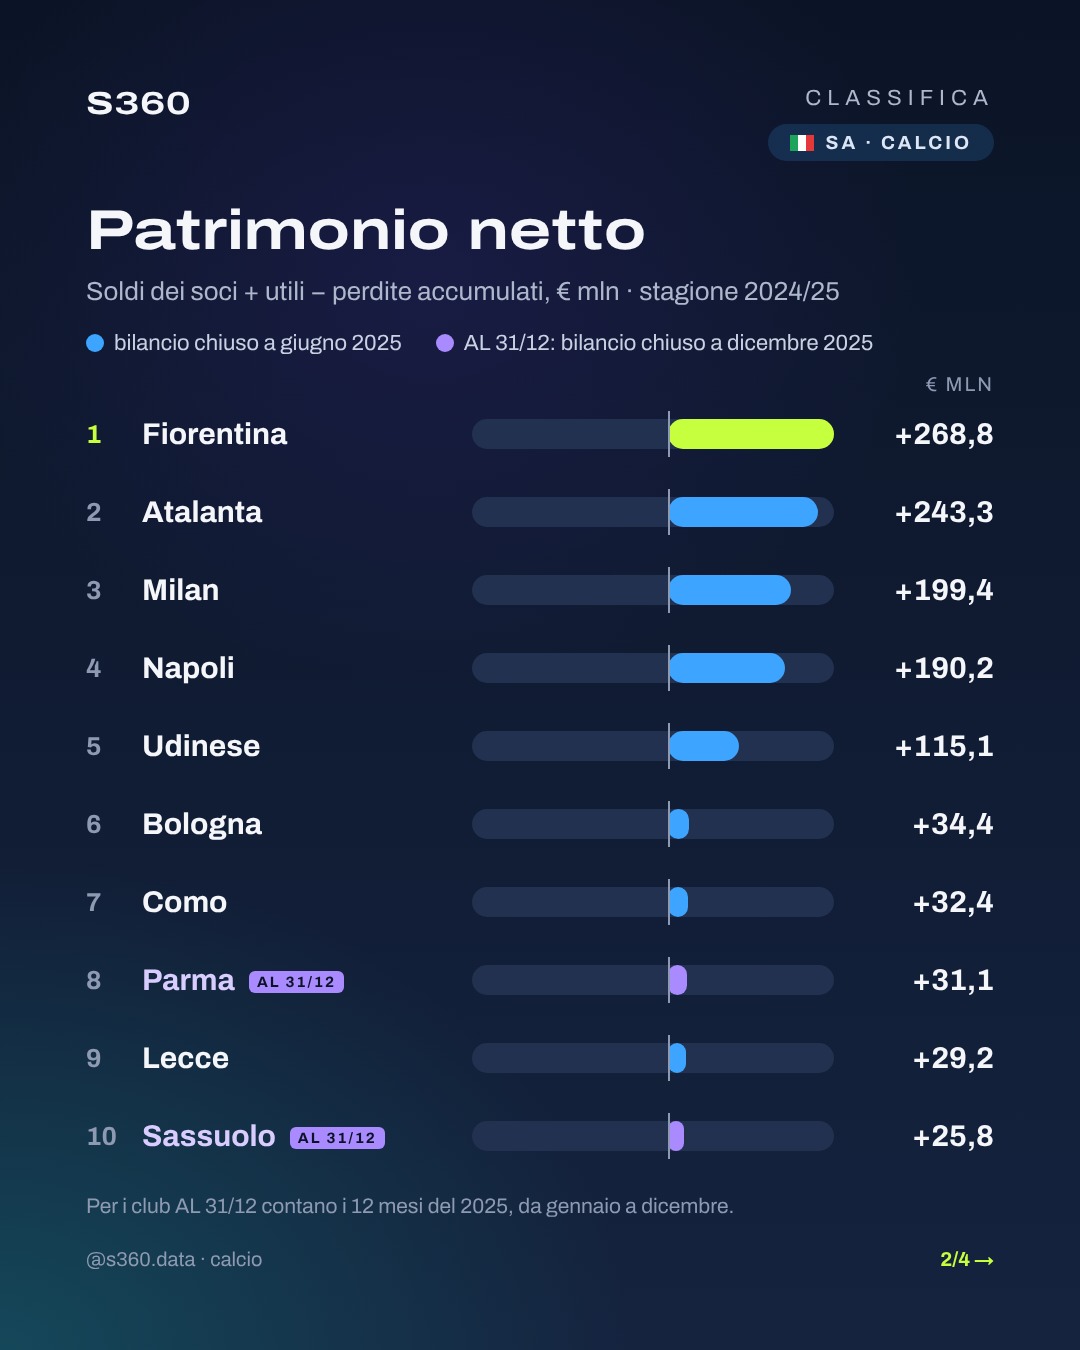 S360
CLASSIFICA
SA · CALCIO
Patrimonio netto
Soldi dei soci + utili – perdite accumulati, € mln · stagione 2024/25
bilancio chiuso a giugno 2025 AL 31/12: bilancio chiuso a dicembre 2025
€ MLN
1 Fiorentina +268,8
2 Atalanta +243,3
3 Milan +199,4
4 Napoli +190,2
5 Udinese +115,1
6 Bologna +34,4
7 Como +32,4
8 Parma AL 31/12 +31,1
9 Lecce +29,2
10 Sassuolo AL 31/12 +25,8
Per i club AL 31/12 contano i 12 mesi del 2025, da gennaio a dicembre.
@s360.data · calcio 2/4 →